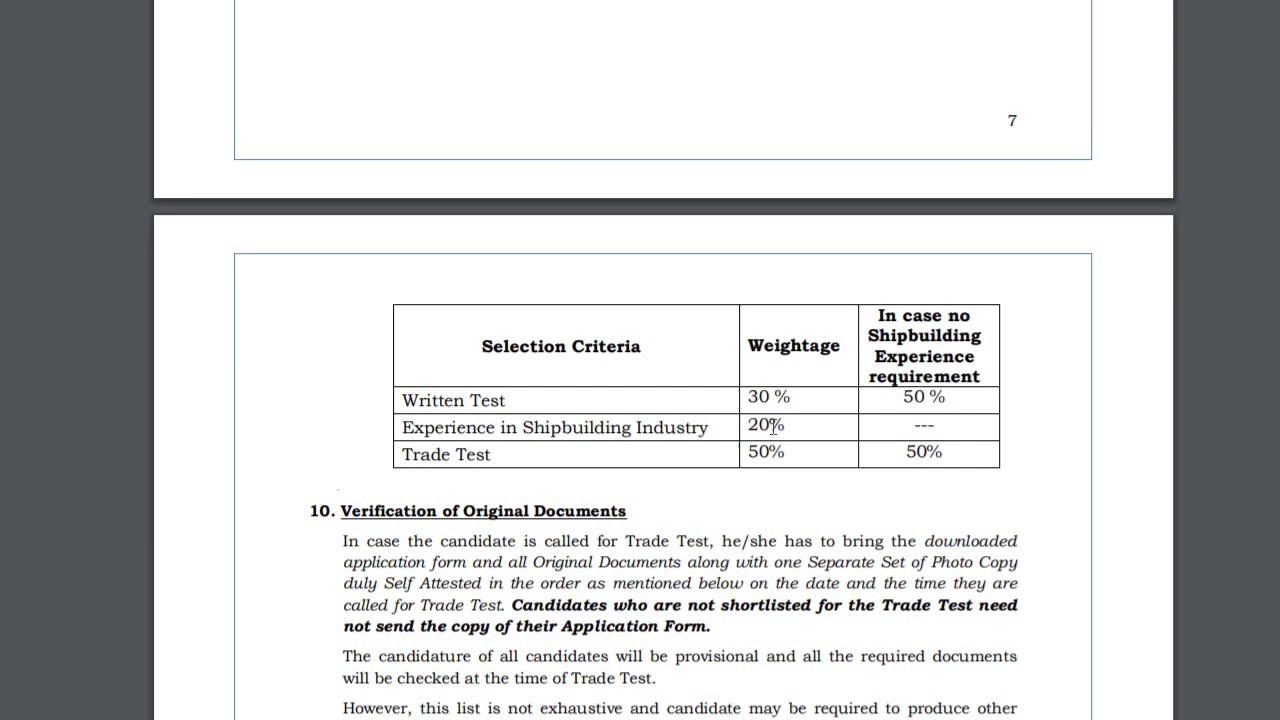 7
Selection Criteria Weightage In case no
Shipbuilding
Experience
requirement
Written Test 30 % 50 %
Experience in Shipbuilding Industry 20% ---
Trade Test 50% 50%
10. Verification of Original Documents
In case the candidate is called for Trade Test, he/she has to bring the downloaded
application form and all Original Documents along with one Separate Set of Photo Copy
duly Self Attested in the order as mentioned below on the date and the time they are
called for Trade Test. Candidates who are not shortlisted for the Trade Test need
not send the copy of their Application Form.
The candidature of all candidates will be provisional and all the required documents
will be checked at the time of Trade Test.
However, this list is not exhaustive and candidate may be required to produce other